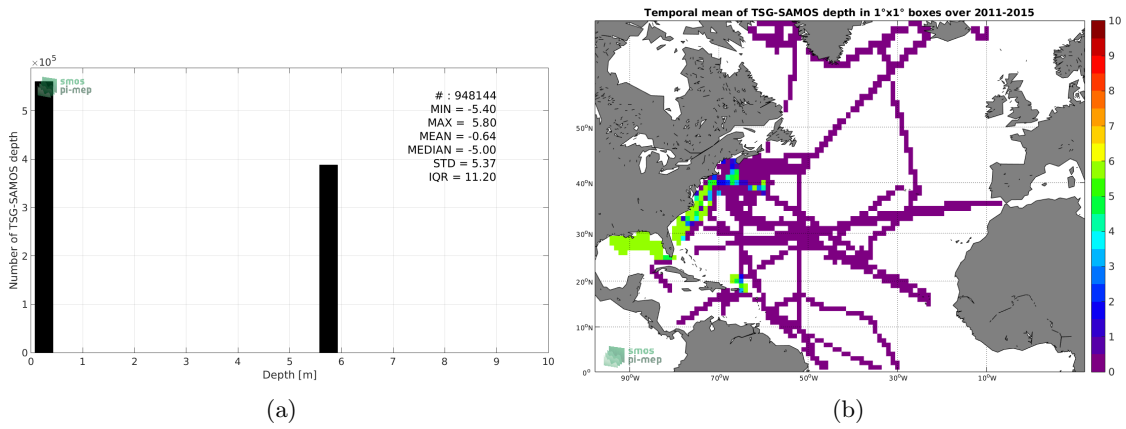 ×10⁵
smos
pi-mep
# : 948144
MIN = -5.40
MAX = 5.80
MEAN = -0.64
MEDIAN = -5.00
STD = 5.37
IQR = 11.20
Number of TSG-SAMOS depth
5
4
3
2
1
0
0 1 2 3 4 5 6 7 8 9 10
Depth [m]
(a)
Temporal mean of TSG-SAMOS depth in 1°x1° boxes over 2011-2015
50°N
40°N
30°N
20°N
10°N
0°
90°W 70°W 50°W 30°W 10°W
smos
pi-mep
10
9
8
7
6
5
4
3
2
1
0
(b)